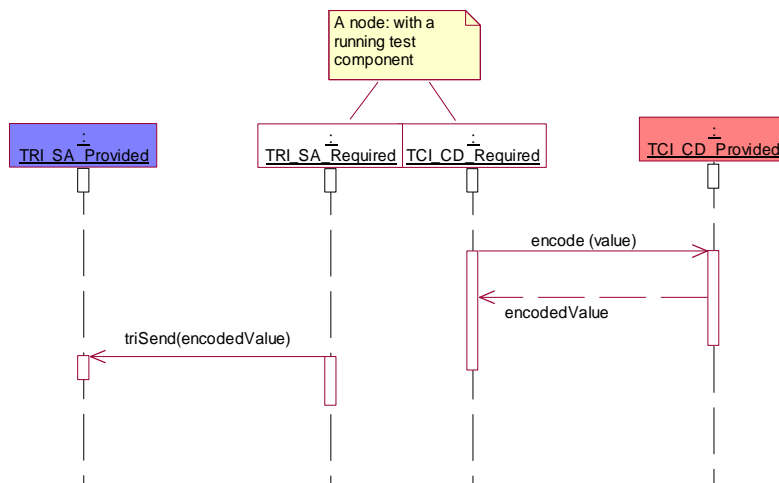 A node: with a
running test
component
:
TRI_SA_Provided
:
TRI_SA_Required
:
TCI_CD_Required
:
TCI_CD_Provided
encode (value)
encodedValue
triSend(encodedValue)